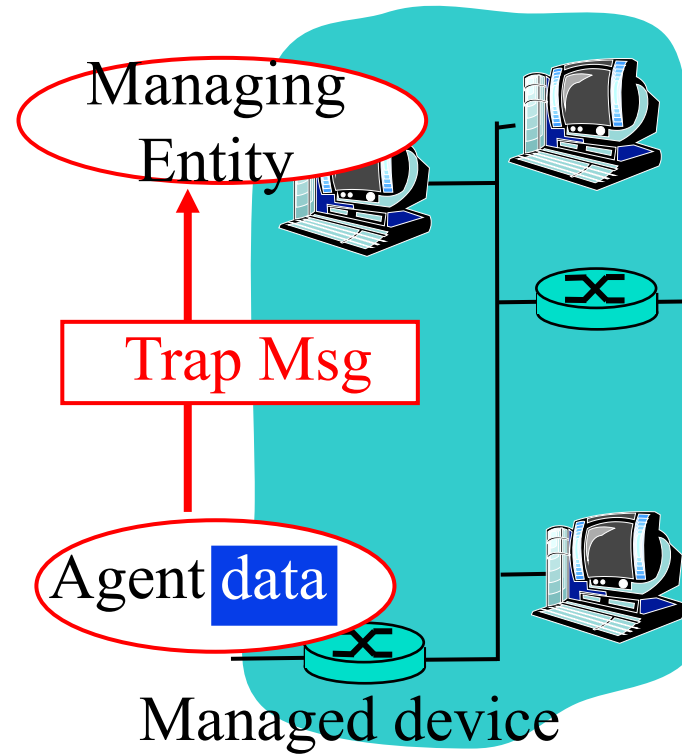 Managing
Entity
Trap Msg
Agent data
Managed device